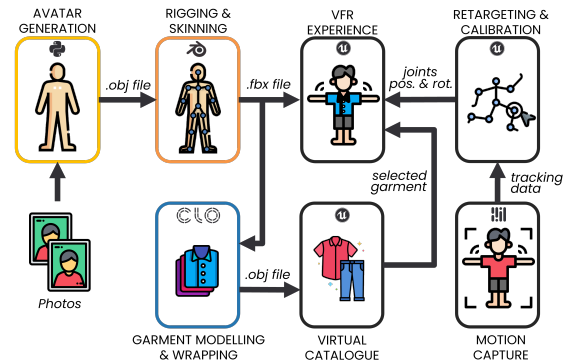 AVATAR
GENERATION
RIGGING &
SKINNING
VFR
EXPERIENCE
RETARGETING &
CALIBRATION
.obj file
.fbx file
joints
pos. & rot.
selected
garment
tracking
data
Photos
CLO
.obj file
GARMENT MODELLING
& WRAPPING
VIRTUAL
CATALOGUE
MOTION
CAPTURE